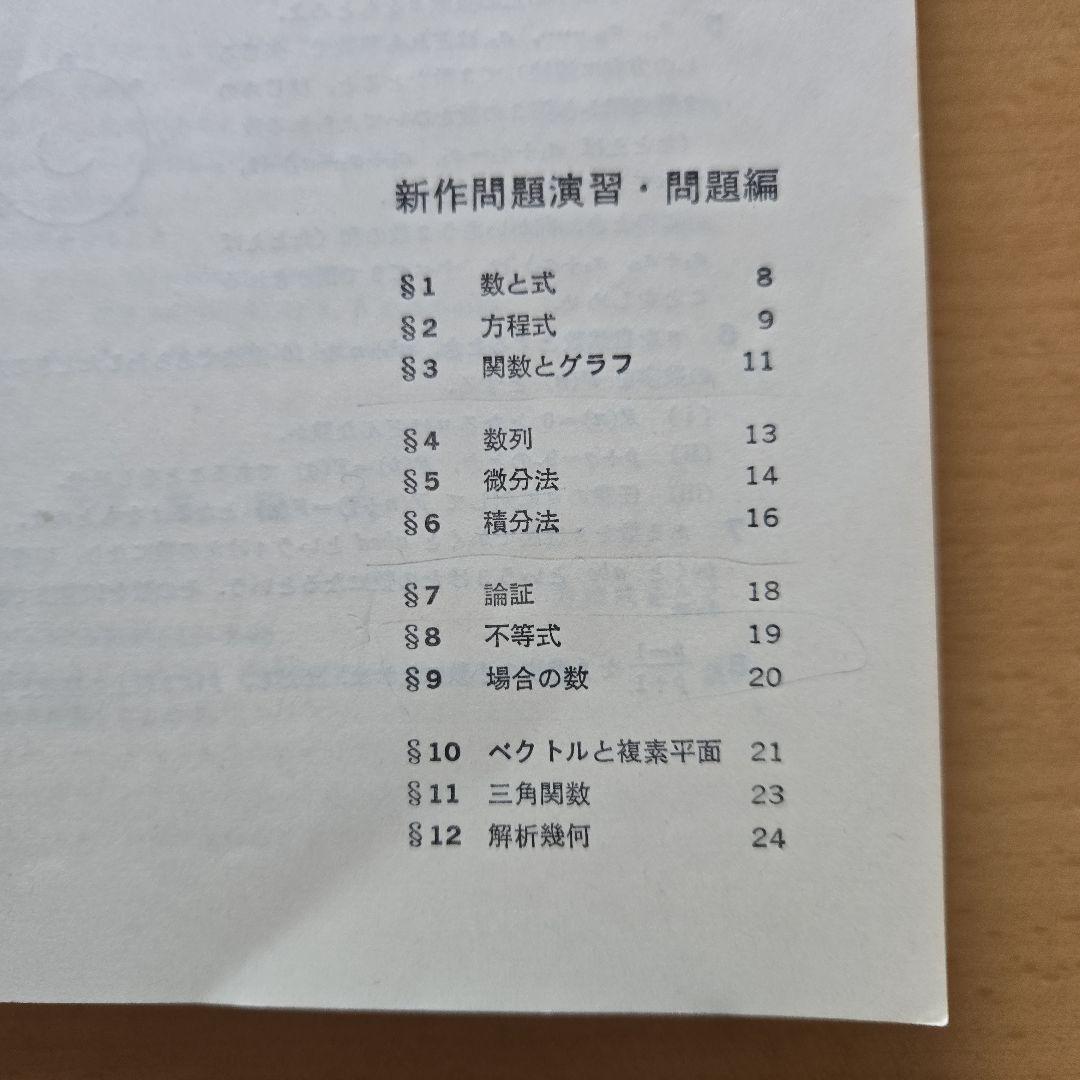 新作問題演習・問題編
§1 数と式 8
§2 方程式 9
§3 関数とグラフ 11
§4 数列 13
§5 微分法 14
§6 積分法 16
§7 論証 18
§8 不等式 19
§9 場合の数 20
§10 ベクトルと複素平面 21
§11 三角関数 23
§12 解析幾何 24